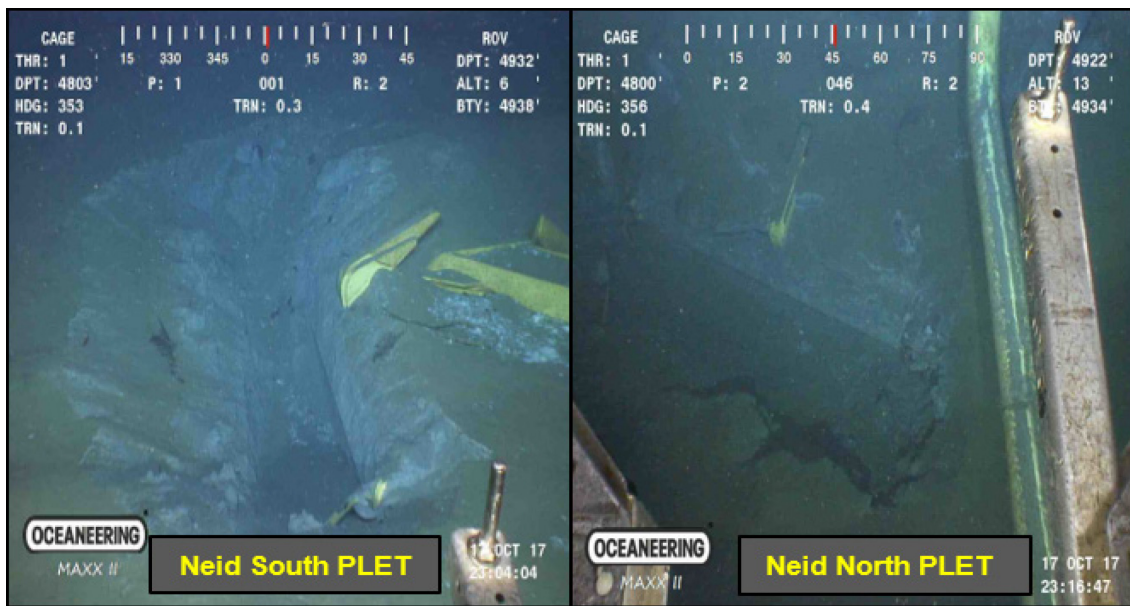 CAGE
ROV
15 330 345 0 15 30 45
THR: 1 '
DPT: 4932'
DPT: 4803' P: 1 001 R: 2
ALT: 6 '
HDG: 353
TRN: 0.3
BTY: 4938'
TRN: 0.1
OCEANEERING
MAXX II
Neid South PLET
17 OCT 17
23:04:04
CAGE
ROV
0 15 30 45 60 75 90
THR: 1 '
DPT: 4922'
DPT: 4800' P: 2 046 R: 2
ALT: 13 '
HDG: 356
TRN: 0.4
4934'
TRN: 0.1
OCEANEERING
MAXX II
Neid North PLET
17 OCT 17
23:16:47